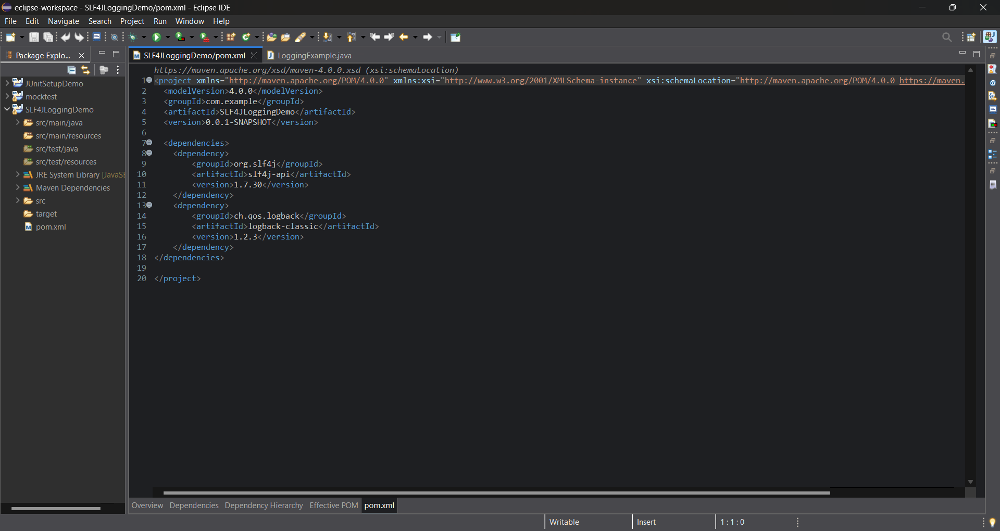 eclipse-workspace - SLF4JLoggingDemo/pom.xml - Eclipse IDE
File Edit Navigate Search Project Run Window Help
Package Explo...
JUnitSetupDemo
mocktest
SLF4JLoggingDemo
src/main/java
src/main/resources
src/test/java
src/test/resources
JRE System Library [JavaSE
Maven Dependencies
src
target
pom.xml
SLF4JLoggingDemo/pom.xml LoggingExample.java
https://maven.apache.org/xsd/maven-4.0.0.xsd (xsi:schemaLocation)
1 <project xmlns="http://maven.apache.org/POM/4.0.0" xmlns:xsi="http://www.w3.org/2001/XMLSchema-instance" xsi:schemaLocation="http://maven.apache.org/POM/4.0.0 https://maven.
2 <modelVersion>4.0.0</modelVersion>
3 <groupId>com.example</groupId>
4 <artifactId>SLF4JLoggingDemo</artifactId>
5 <version>0.0.1-SNAPSHOT</version>
6
7 <dependencies>
8 <dependency>
9 <groupId>org.slf4j</groupId>
10 <artifactId>slf4j-api</artifactId>
11 <version>1.7.30</version>
12 </dependency>
13 <dependency>
14 <groupId>ch.qos.logback</groupId>
15 <artifactId>logback-classic</artifactId>
16 <version>1.2.3</version>
17 </dependency>
18 </dependencies>
19
20 </project>
Overview Dependencies Dependency Hierarchy Effective POM pom.xml
Writable Insert 1 : 1 : 0